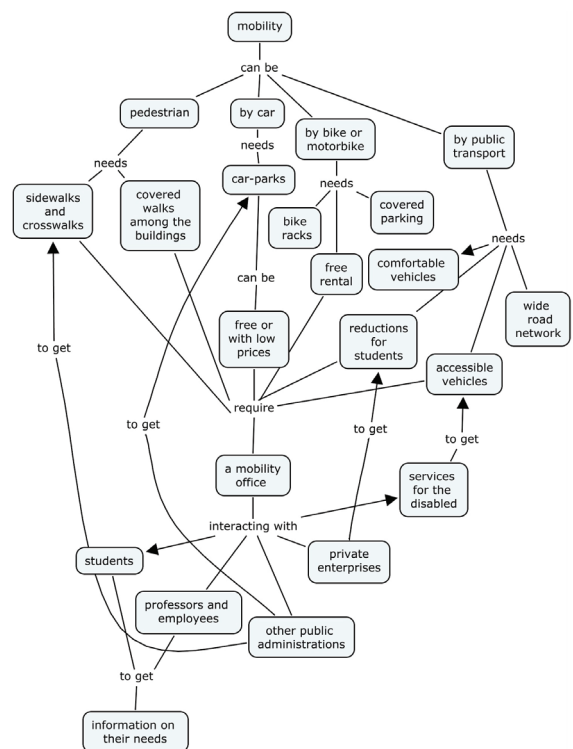 mobility
can be
pedestrian
by car
by bike or
motorbike
by public
transport
needs
needs
needs
needs
sidewalks
and
crosswalks
covered
walks
among the
buildings
car-parks
bike
racks
covered
parking
free
rental
comfortable
vehicles
wide
road
network
can be
free or
with low
prices
reductions
for
students
accessible
vehicles
to get
to get
require
to get
to get
a mobility
office
services
for the
disabled
interacting with
students
private
enterprises
professors and
employees
other public
administrations
to get
information on
their needs